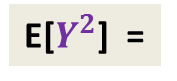 E[Y²] =